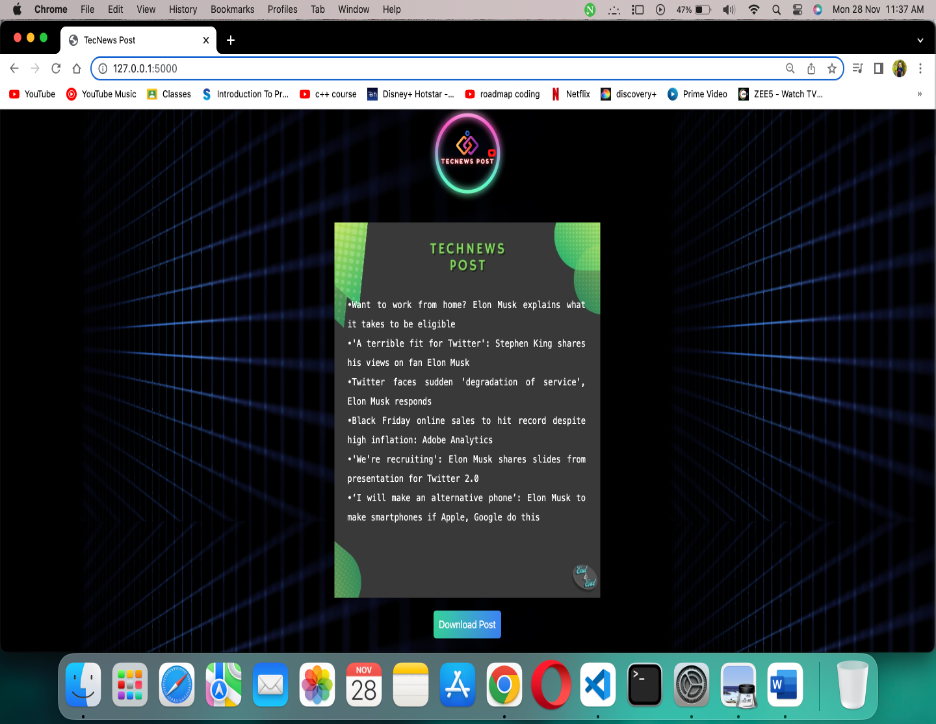 Chrome File Edit View History Bookmarks Profiles Tab Window Help 47% Mon 28 Nov 11:37 AM
TecNews Post
127.0.0.1:5000
YouTube YouTube Music Classes Introduction To Pr... c++ course Disney+ Hotstar -... roadmap coding Netflix discovery+ Prime Video ZEE5 - Watch TV... »
TECNEWS POST
TECHNEWS
POST
•Want to work from home? Elon Musk explains what
it takes to be eligible
•'A terrible fit for Twitter': Stephen King shares
his views on fan Elon Musk
•Twitter faces sudden 'degradation of service',
Elon Musk responds
•Black Friday online sales to hit record despite
high inflation: Adobe Analytics
•'We're recruiting': Elon Musk shares slides from
presentation for Twitter 2.0
•‘I will make an alternative phone’: Elon Musk to
make smartphones if Apple, Google do this
Download Post
NOV
28
W